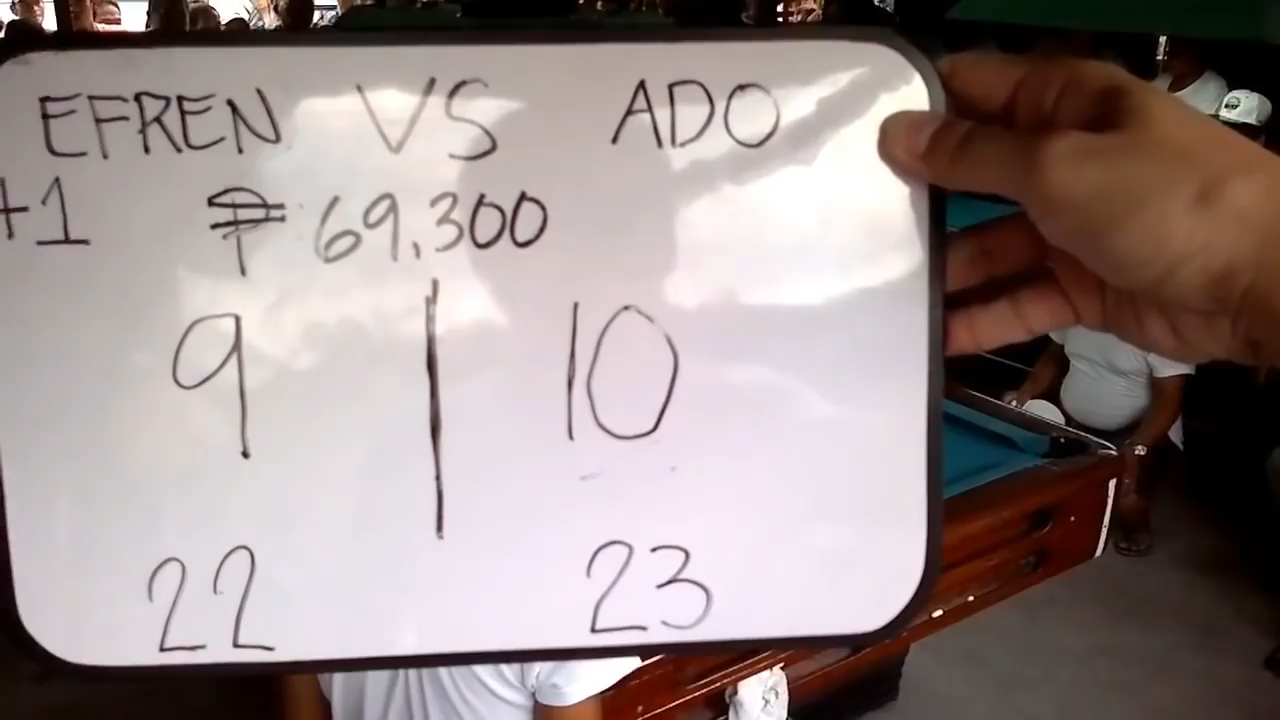 EFREN VS ADO
+1 ₱ 69,300
9 | 10
22 23